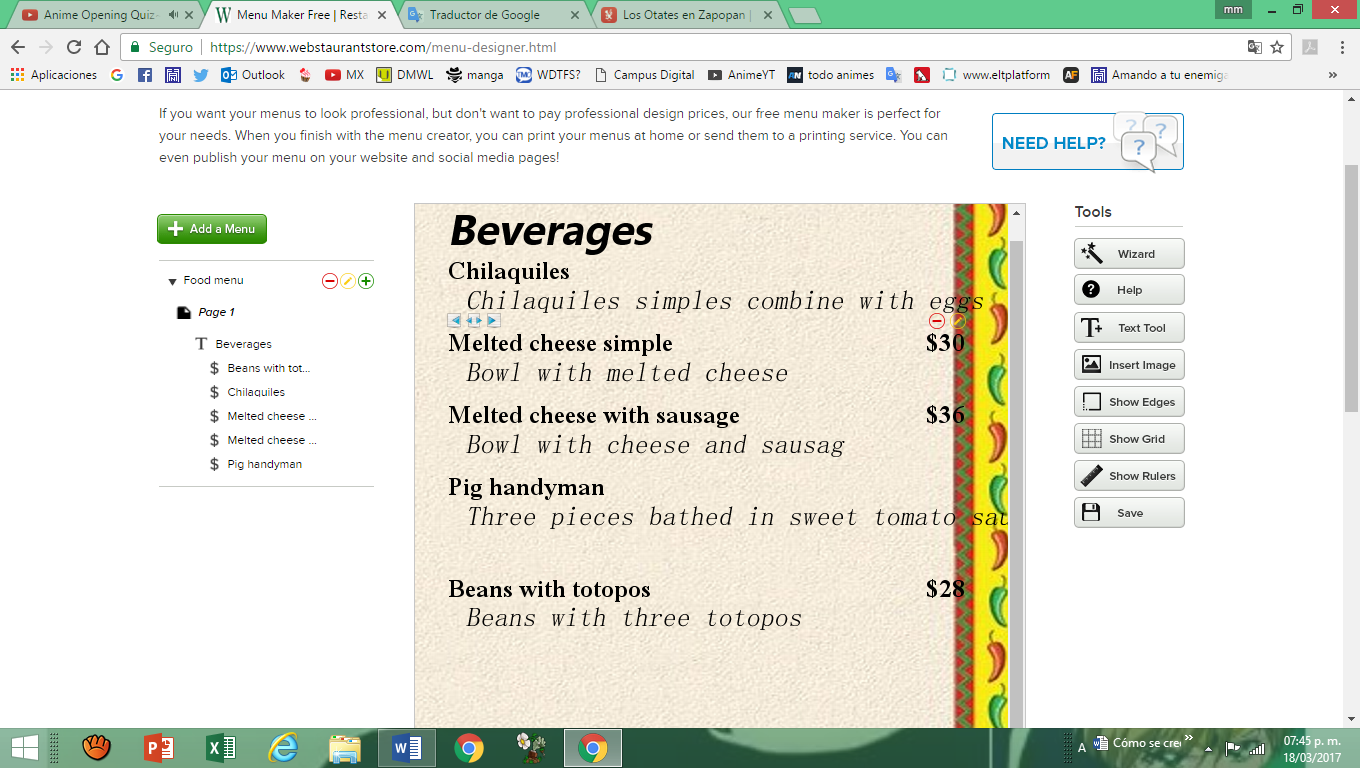 Anime Opening Quiz
Menu Maker Free | Resta
Traductor de Google
Los Otates en Zapopan |
mm
Seguro
https://www.webstaurantstore.com/menu-designer.html
Aplicaciones
Outlook
MX
DMWL
manga
WDTFS?
Campus Digital
AnimeYT
todo animes
www.eltplatform
Amando a tu enemig
»
If you want your menus to look professional, but don't want to pay professional design prices, our free menu maker is perfect for
your needs. When you finish with the menu creator, you can print your menus at home or send them to a printing service. You can
even publish your menu on your website and social media pages!
NEED HELP?
Add a Menu
Food menu
Page 1
Beverages
$ Beans with tot...
$ Chilaquiles
$ Melted cheese ...
$ Melted cheese ...
$ Pig handyman
Beverages
Chilaquiles
Chilaquiles simples combine with eggs
Melted cheese simple $30
Bowl with melted cheese
Melted cheese with sausage $36
Bowl with cheese and sausag
Pig handyman
Three pieces bathed in sweet tomato sau
Beans with totopos $28
Beans with three totopos
Tools
Wizard
Help
Text Tool
Insert Image
Show Edges
Show Grid
Show Rulers
Save
A
Cómo se cre
»
07:45 p. m.
18/03/2017